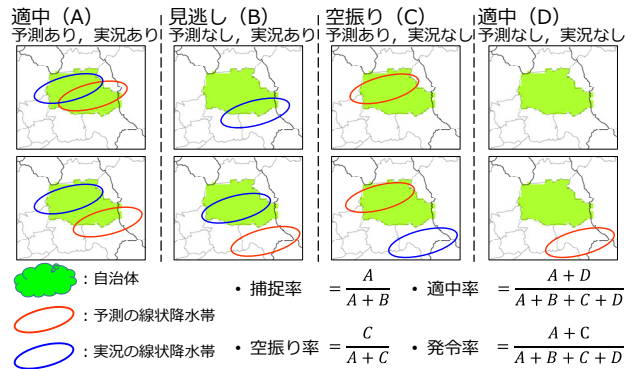 適中（A）
予測あり，実況あり
見逃し（B）
予測なし，実況あり
空振り（C）
予測あり，実況なし
適中（D）
予測なし，実況なし
：自治体
：予測の線状降水帯
：実況の線状降水帯
・ 捕捉率 = A / (A + B)
・ 適中率 = (A + D) / (A + B + C + D)
・ 空振り率 = C / (A + C)
・ 発令率 = (A + C) / (A + B + C + D)